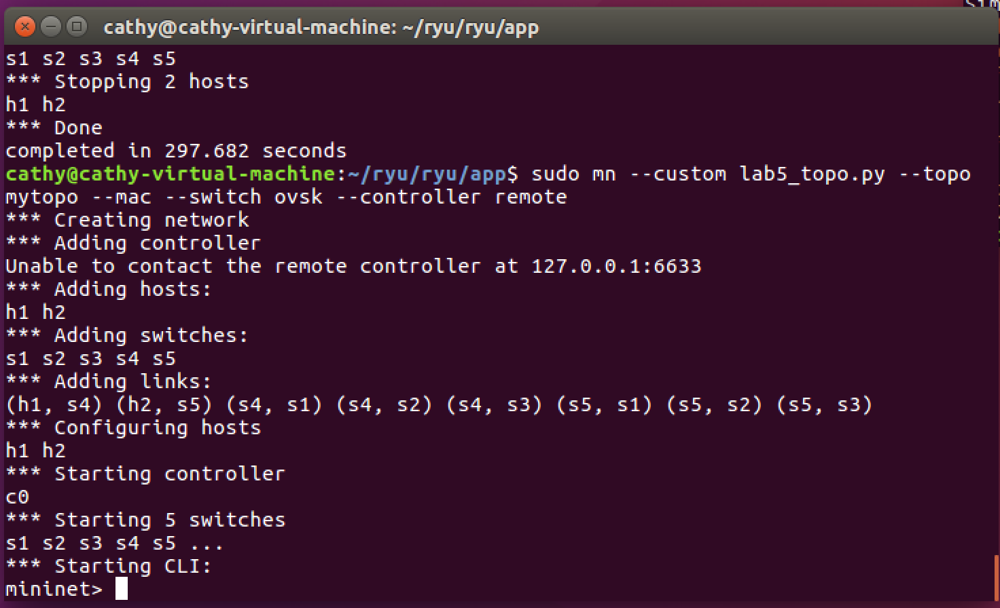 cathy@cathy-virtual-machine: ~/ryu/ryu/app
s1 s2 s3 s4 s5
*** Stopping 2 hosts
h1 h2
*** Done
completed in 297.682 seconds
cathy@cathy-virtual-machine:~/ryu/ryu/app$ sudo mn --custom lab5_topo.py --topo
mytopo --mac --switch ovsk --controller remote
*** Creating network
*** Adding controller
Unable to contact the remote controller at 127.0.0.1:6633
*** Adding hosts:
h1 h2
*** Adding switches:
s1 s2 s3 s4 s5
*** Adding links:
(h1, s4) (h2, s5) (s4, s1) (s4, s2) (s4, s3) (s5, s1) (s5, s2) (s5, s3)
*** Configuring hosts
h1 h2
*** Starting controller
c0
*** Starting 5 switches
s1 s2 s3 s4 s5 ...
*** Starting CLI:
mininet>